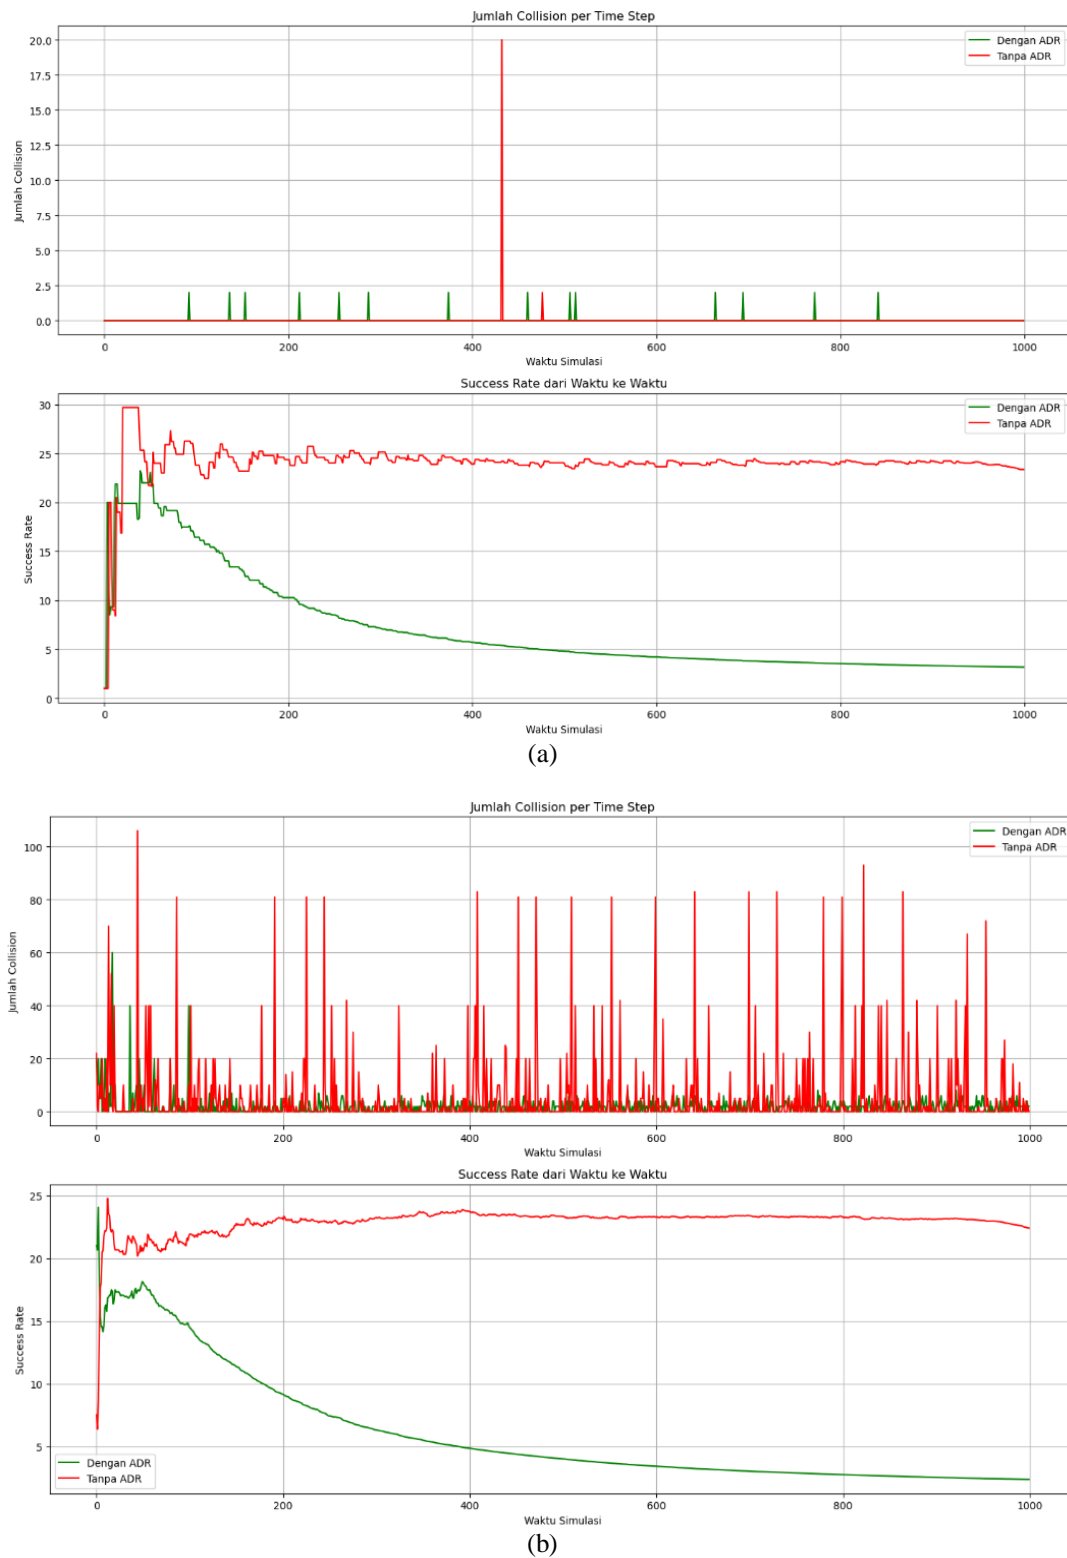 Jumlah Collision per Time Step
Dengan ADR
Tanpa ADR
20.0
17.5
15.0
12.5
10.0
7.5
5.0
2.5
0.0
Jumlah Collision
0 200 400 600 800 1000
Waktu Simulasi
Success Rate dari Waktu ke Waktu
Dengan ADR
Tanpa ADR
30
25
20
15
10
5
0
Success Rate
0 200 400 600 800 1000
Waktu Simulasi
(a)
Jumlah Collision per Time Step
Dengan ADR
Tanpa ADR
100
80
60
40
20
0
Jumlah Collision
0 200 400 600 800 1000
Waktu Simulasi
Success Rate dari Waktu ke Waktu
25
20
15
10
5
Success Rate
Dengan ADR
Tanpa ADR
0 200 400 600 800 1000
Waktu Simulasi
(b)